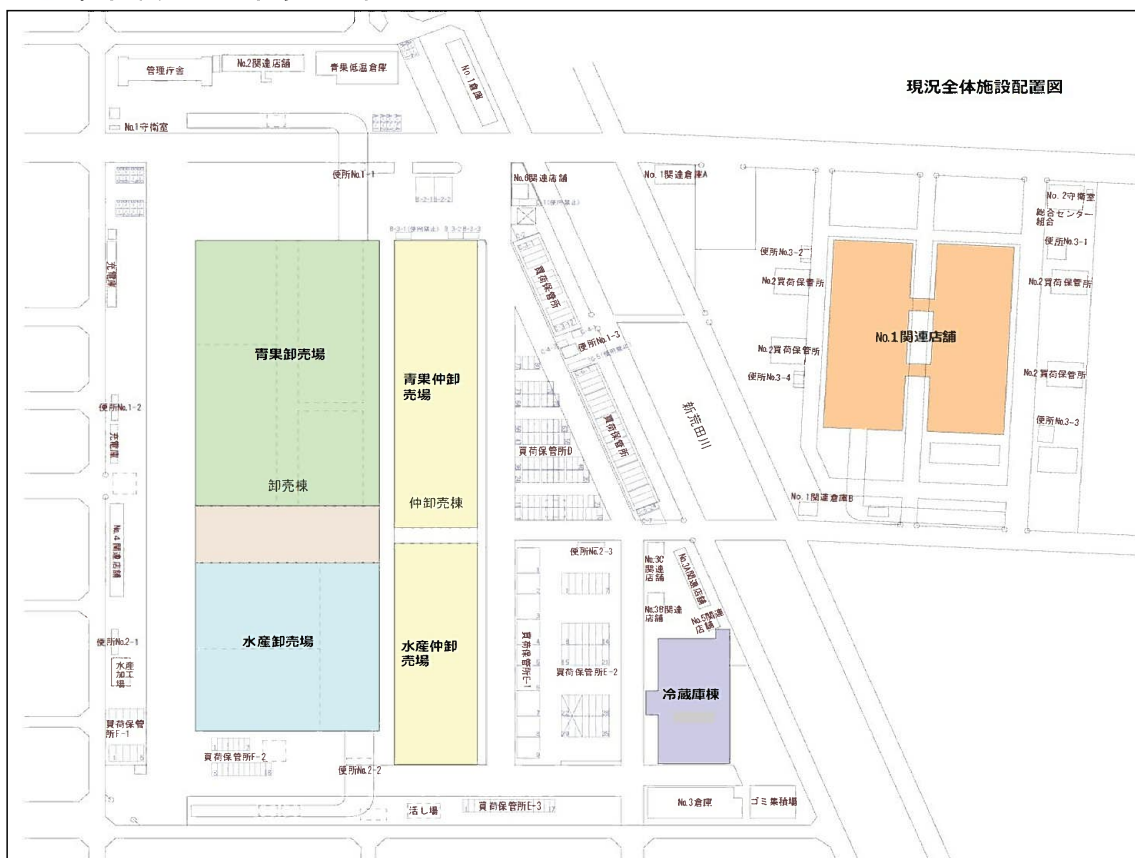 現況全体施設配置図
管理庁舎
No.2関連店舗
青果低温倉庫
No.1倉庫
No.1守衛室
便所No.1-1
No.6関連店舗
No.1関連倉庫A
No.2守衛室
総合センター
組合
便所No.3-1
便所No.3-2
No.2買荷保管所
No.2買荷保管所
充電庫
買荷保管所
青果卸売場
青果仲卸
売場
便所No.1-3
No.1関連店舗
No.2買荷保管所
便所No.3-4
No.2買荷保管所
便所No.1-2
充電庫
新荒田川
買荷保管所
便所No.3-3
買荷保管所D
卸売棟
仲卸売棟
No.1関連倉庫B
No.4関連店舗
便所No.2-3
No.3C
関連
店舗
No.3A関連店舗
No.3B関連
店舗
No.5関連
店舗
便所No.2-1
水産卸売場
水産仲卸
売場
買荷保管所E-1
水産
加工
場
買荷保管所E-2
冷蔵庫棟
買荷保管
所F-1
買荷保管所F-2
便所No.2-2
活し場
買荷保管所E-3
No.3倉庫
ゴミ集積場